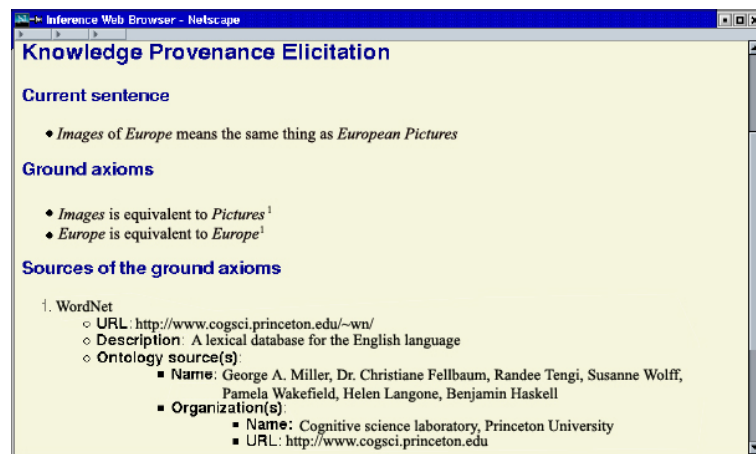 Inference Web Browser - Netscape
Knowledge Provenance Elicitation
Current sentence
• Images of Europe means the same thing as European Pictures
Ground axioms
• Images is equivalent to Pictures¹
• Europe is equivalent to Europe¹
Sources of the ground axioms
1. WordNet
○ URL: http://www.cogsci.princeton.edu/~wn/
○ Description: A lexical database for the English language
○ Ontology source(s):
■ Name: George A. Miller, Dr. Christiane Fellbaum, Randee Tengi, Susanne Wolff,
Pamela Wakefield, Helen Langone, Benjamin Haskell
■ Organization(s):
■ Name: Cognitive science laboratory, Princeton University
■ URL: http://www.cogsci.princeton.edu